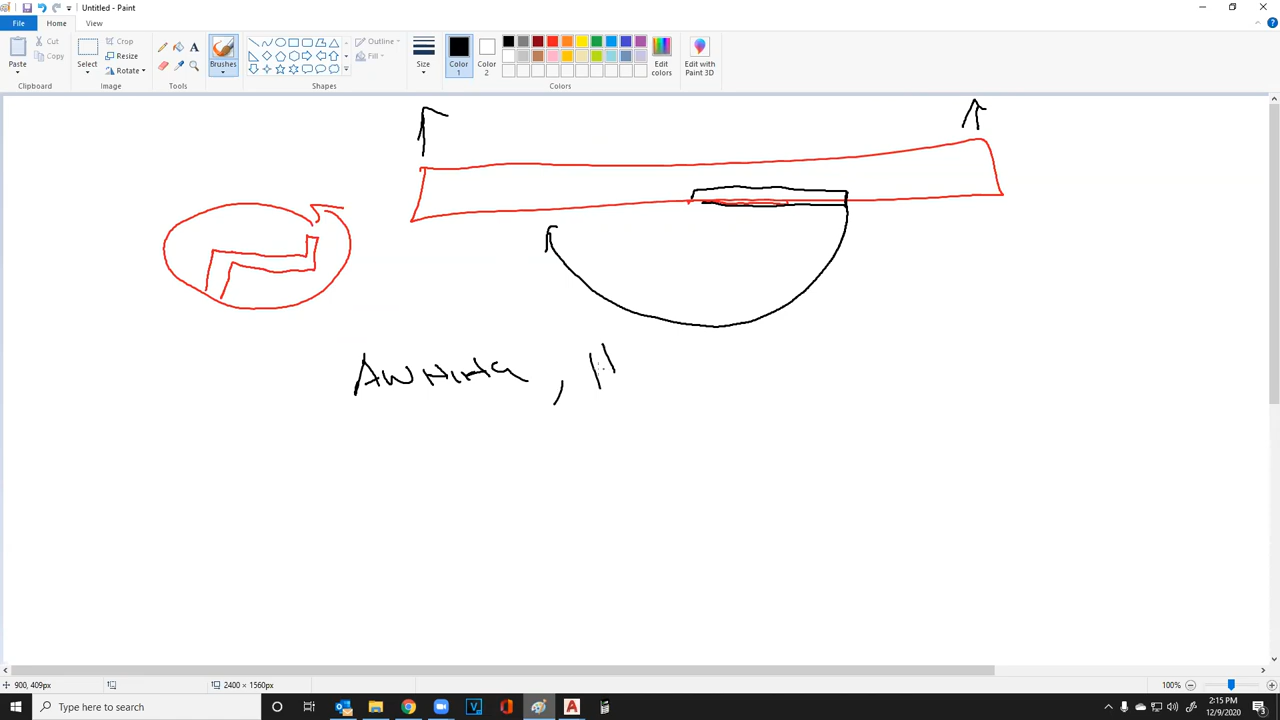 Untitled - Paint
File Home View
Paste
Cut
Copy
Clipboard
Select
Crop
Resize
Rotate
Image
Tools
Brushes
Outline
Fill
Shapes
Size
Color 1
Color 2
Edit colors
Colors
Edit with Paint 3D
AWNING ,
900, 409px
2400 × 1560px
100%
Type here to search
2:15 PM
12/9/2020